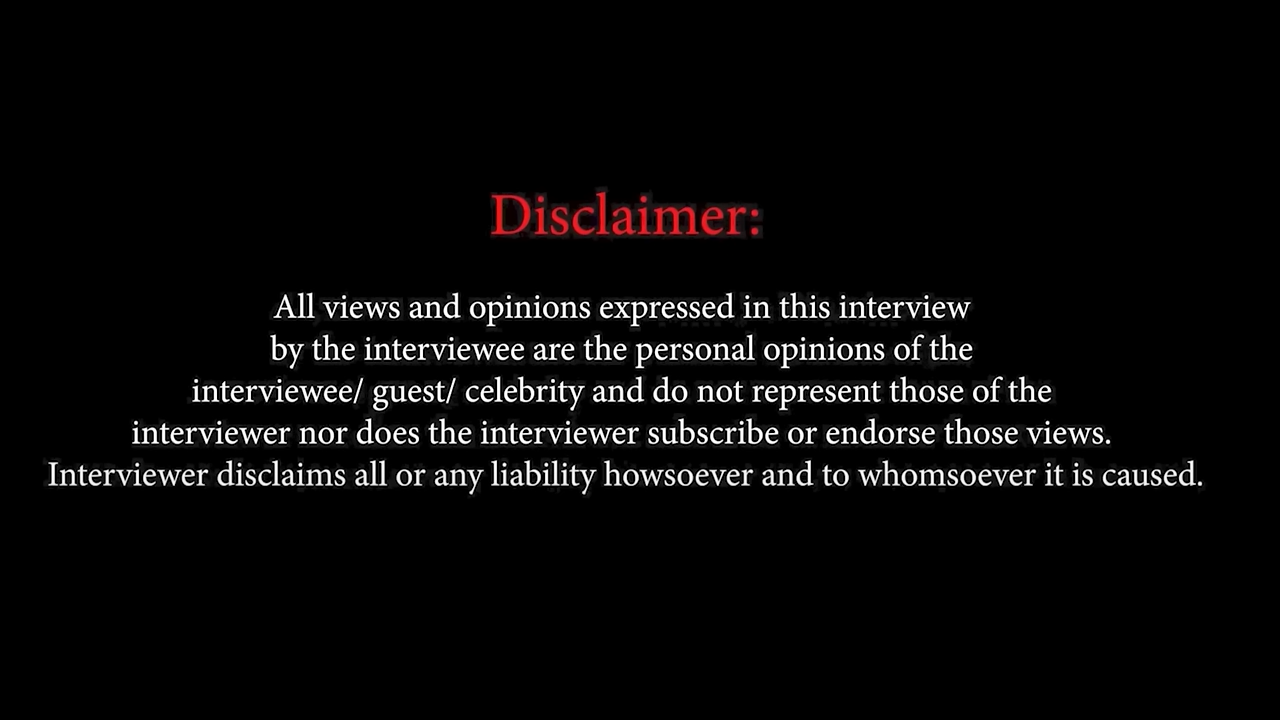 Disclaimer:
All views and opinions expressed in this interview
by the interviewee are the personal opinions of the
interviewee/ guest/ celebrity and do not represent those of the
interviewer nor does the interviewer subscribe or endorse those views.
Interviewer disclaims all or any liability howsoever and to whomsoever it is caused.